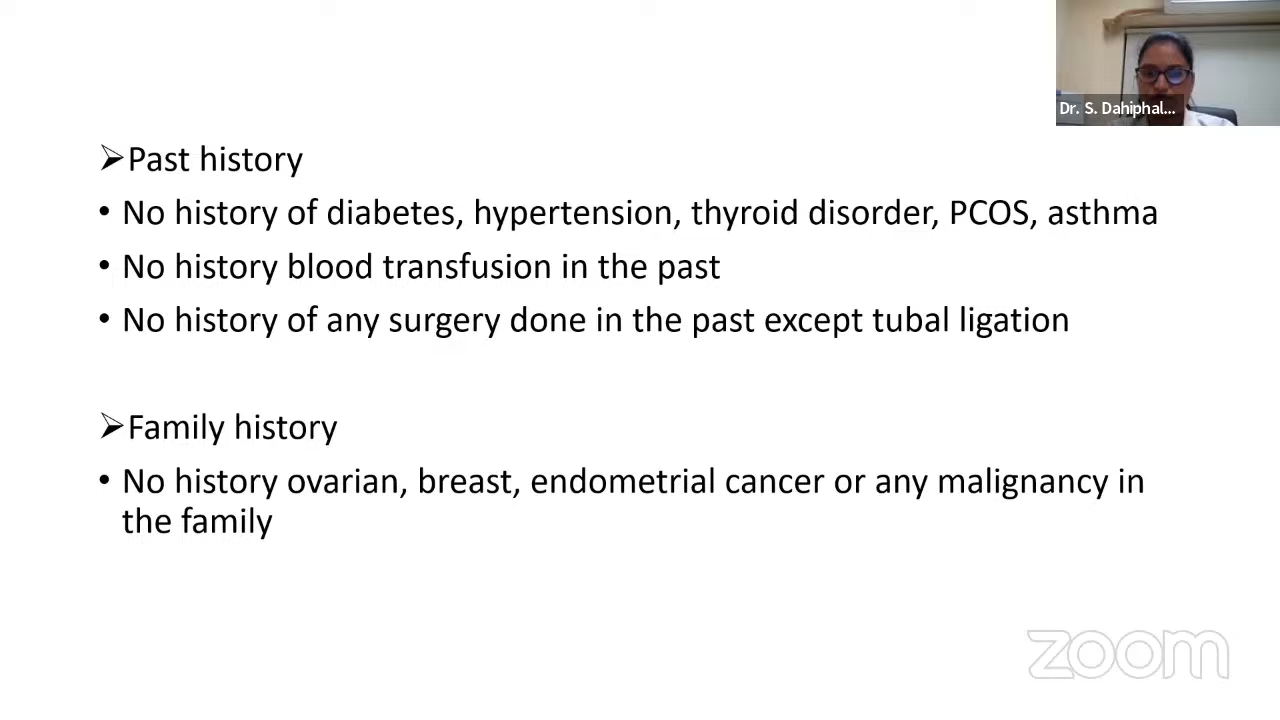 Dr. S. Dahiphal...
➢Past history
• No history of diabetes, hypertension, thyroid disorder, PCOS, asthma
• No history blood transfusion in the past
• No history of any surgery done in the past except tubal ligation
➢Family history
• No history ovarian, breast, endometrial cancer or any malignancy in
the family
zoom